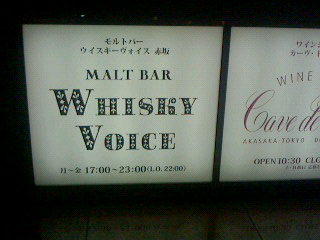 モルトバー
ウイスキーヴォイス 赤坂
MALT BAR
WHISKY
VOICE
月～金 17:00～23:00(L.O. 22:00)
ワイン
カーヴ・
WINE
Cave de
AKASAKA TOKYO
OPEN 10:30 CLO